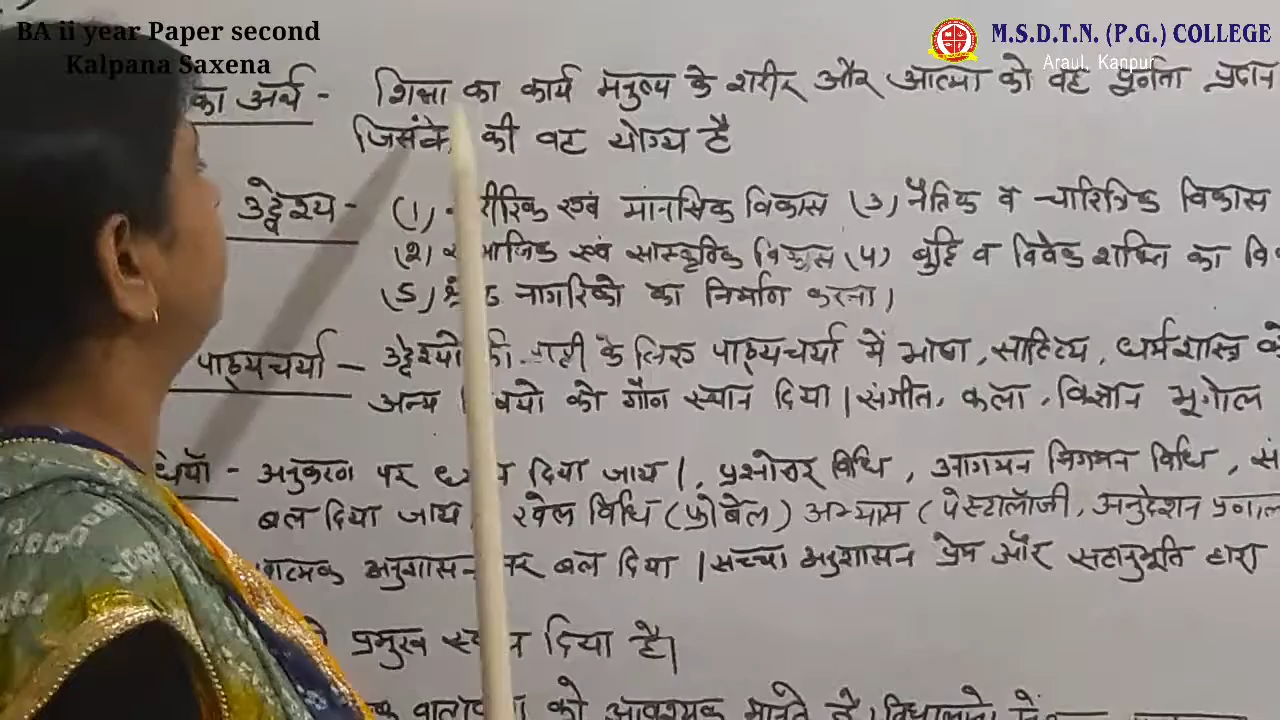 BA ii year Paper second
Kalpana Saxena
M.S.D.T.N. (P.G.) COLLEGE
Araul, Kanpur
का अर्थ - शिक्षा का कार्य मनुष्य के शरीर और आत्मा को वह पूर्णता प्रदान
जिसके की वह योग्य है
उद्देश्य - (1) रीरिक एवं मानसिक विकास (3) नैतिक व चारित्रिक विकास
(2) माजिक एवं सांस्कृतिक विकास (4) बुद्धि व विवेक शक्ति का वि
(5) नागरिको का निर्माण करना।
पाठ्यचर्या - उद्देश्यो की के लिए पाठ्यचर्या में भाषा, साहित्य, धर्मशास्त्र के
अन्य षयो को गौण स्थान दिया। संगीत, कला, विज्ञान भूगोल
धियाँ - अनुकरण पर दिया जाय।, प्रश्नोत्तर विधि, आगमन निगमन विधि, सं
बल दिया जाय, खेल विधि (फ्रोबेल) अभ्यास (पेस्टालॉजी, अनुदेशन प्रणाल
ात्मक अनुशासन पर बल दिया। सच्चा अनुशासन प्रेम और सहानुभूति द्वारा
प्रमुख स्थान दिया है।
को आवश्यक मानते है।